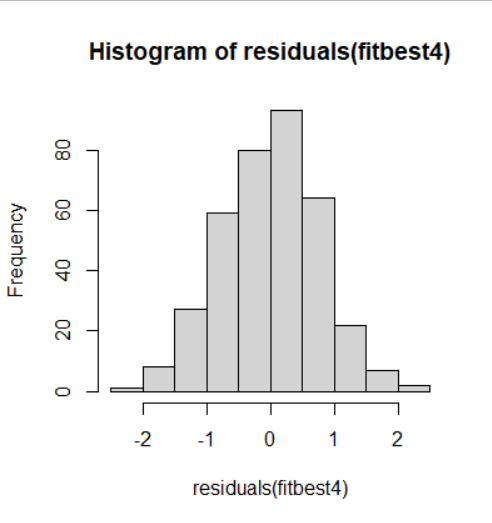 Histogram of residuals(fitbest4)
Frequency
80
60
40
20
0
-2 -1 0 1 2
residuals(fitbest4)